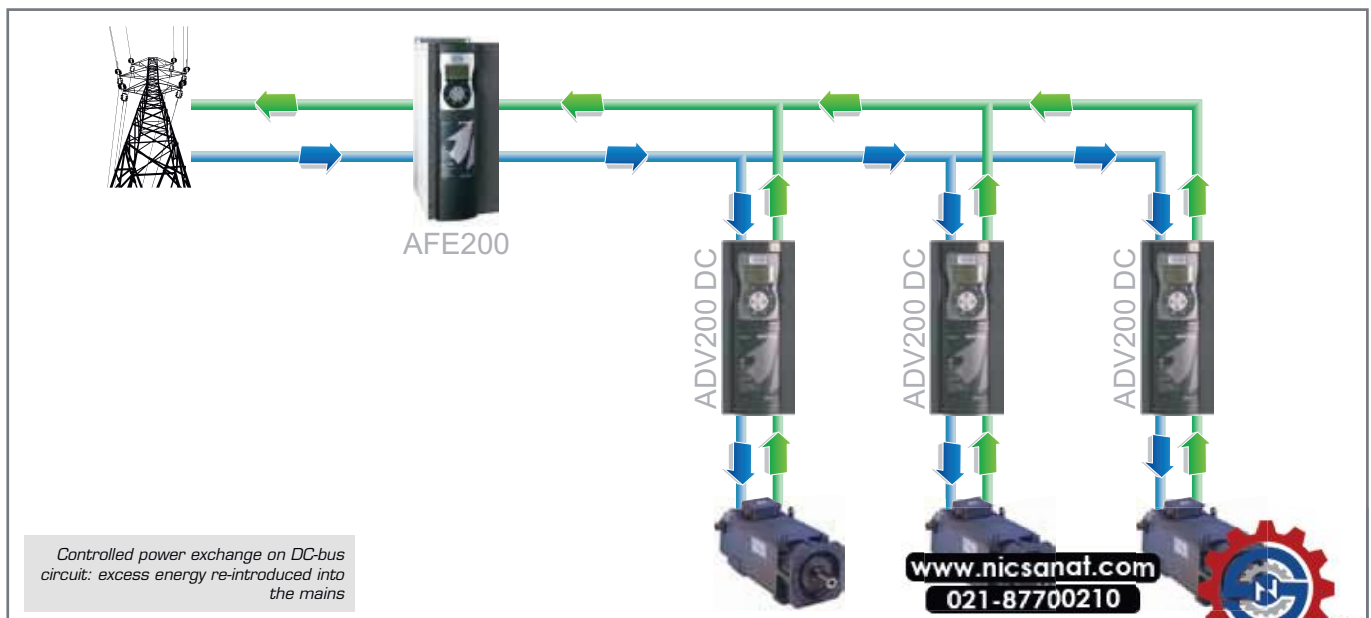 AFE200
ADV200 DC
ADV200 DC
ADV200 DC
Controlled power exchange on DC-bus
circuit: excess energy re-introduced into
the mains
www.nicsanat.com
021-87700210
N